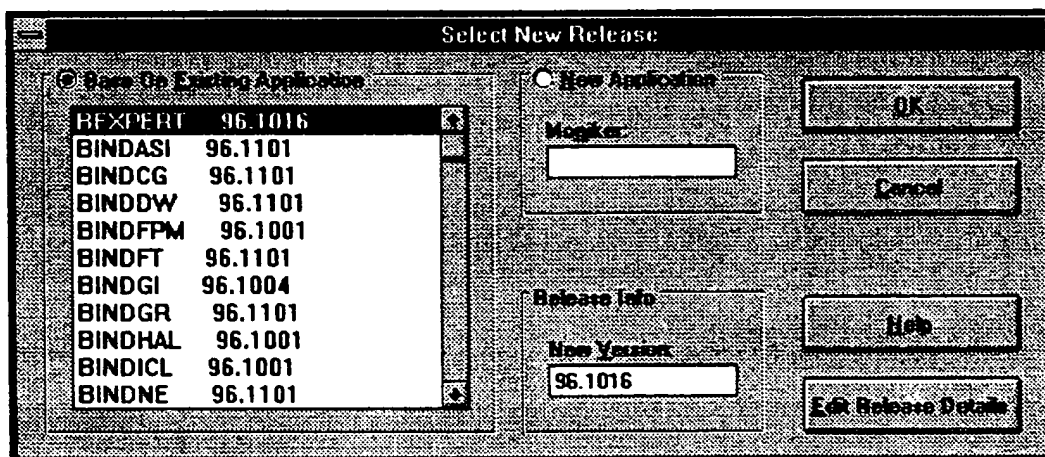 Select New Release
Base On Existing Application
BEXPERT 96.1016
BINDASI 96.1101
BINDCG 96.1101
BINDDW 96.1101
BINDFPM 96.1001
BINDFT 96.1101
BINDGI 96.1004
BINDGR 96.1101
BINDHAL 96.1001
BINDICL 96.1001
BINDNE 96.1101
New Application
Moniker:
Release Info
New Version:
96.1016
OK
Cancel
Help
Edit Release Details